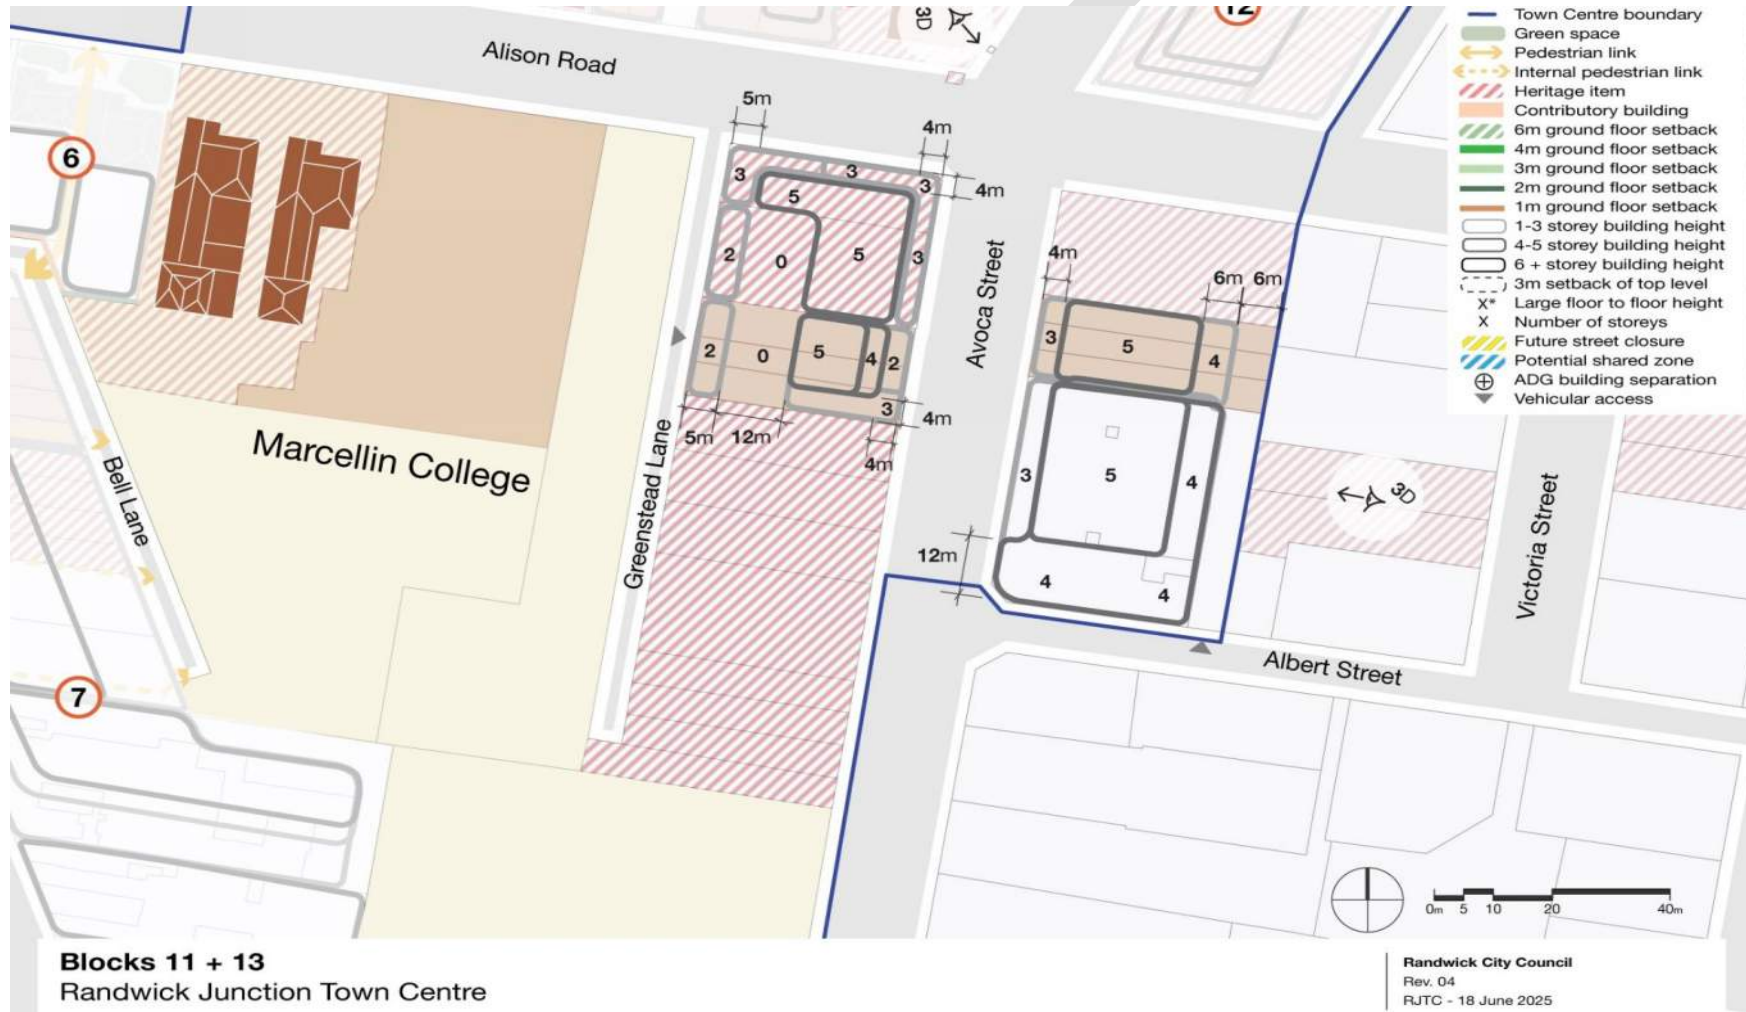 12
3D
Alison Road
Town Centre boundary
Green space
Pedestrian link
Internal pedestrian link
Heritage item
Contributory building
6m ground floor setback
4m ground floor setback
3m ground floor setback
2m ground floor setback
1m ground floor setback
1-3 storey building height
4-5 storey building height
6 + storey building height
3m setback of top level
X* Large floor to floor height
X Number of storeys
Future street closure
Potential shared zone
ADG building separation
Vehicular access
5m
4m
6
3
3
3
4m
5
2
0
5
3
Avoca Street
4m
6m 6m
2
0
5
4
2
3
5
4
3
4m
5m
12m
4m
Marcellin College
Greenstead Lane
Bell Lane
3
5
4
3D
Victoria Street
12m
4
4
Albert Street
7
0m 5 10 20 40m
Blocks 11 + 13
Randwick Junction Town Centre
Randwick City Council
Rev. 04
RJTC - 18 June 2025